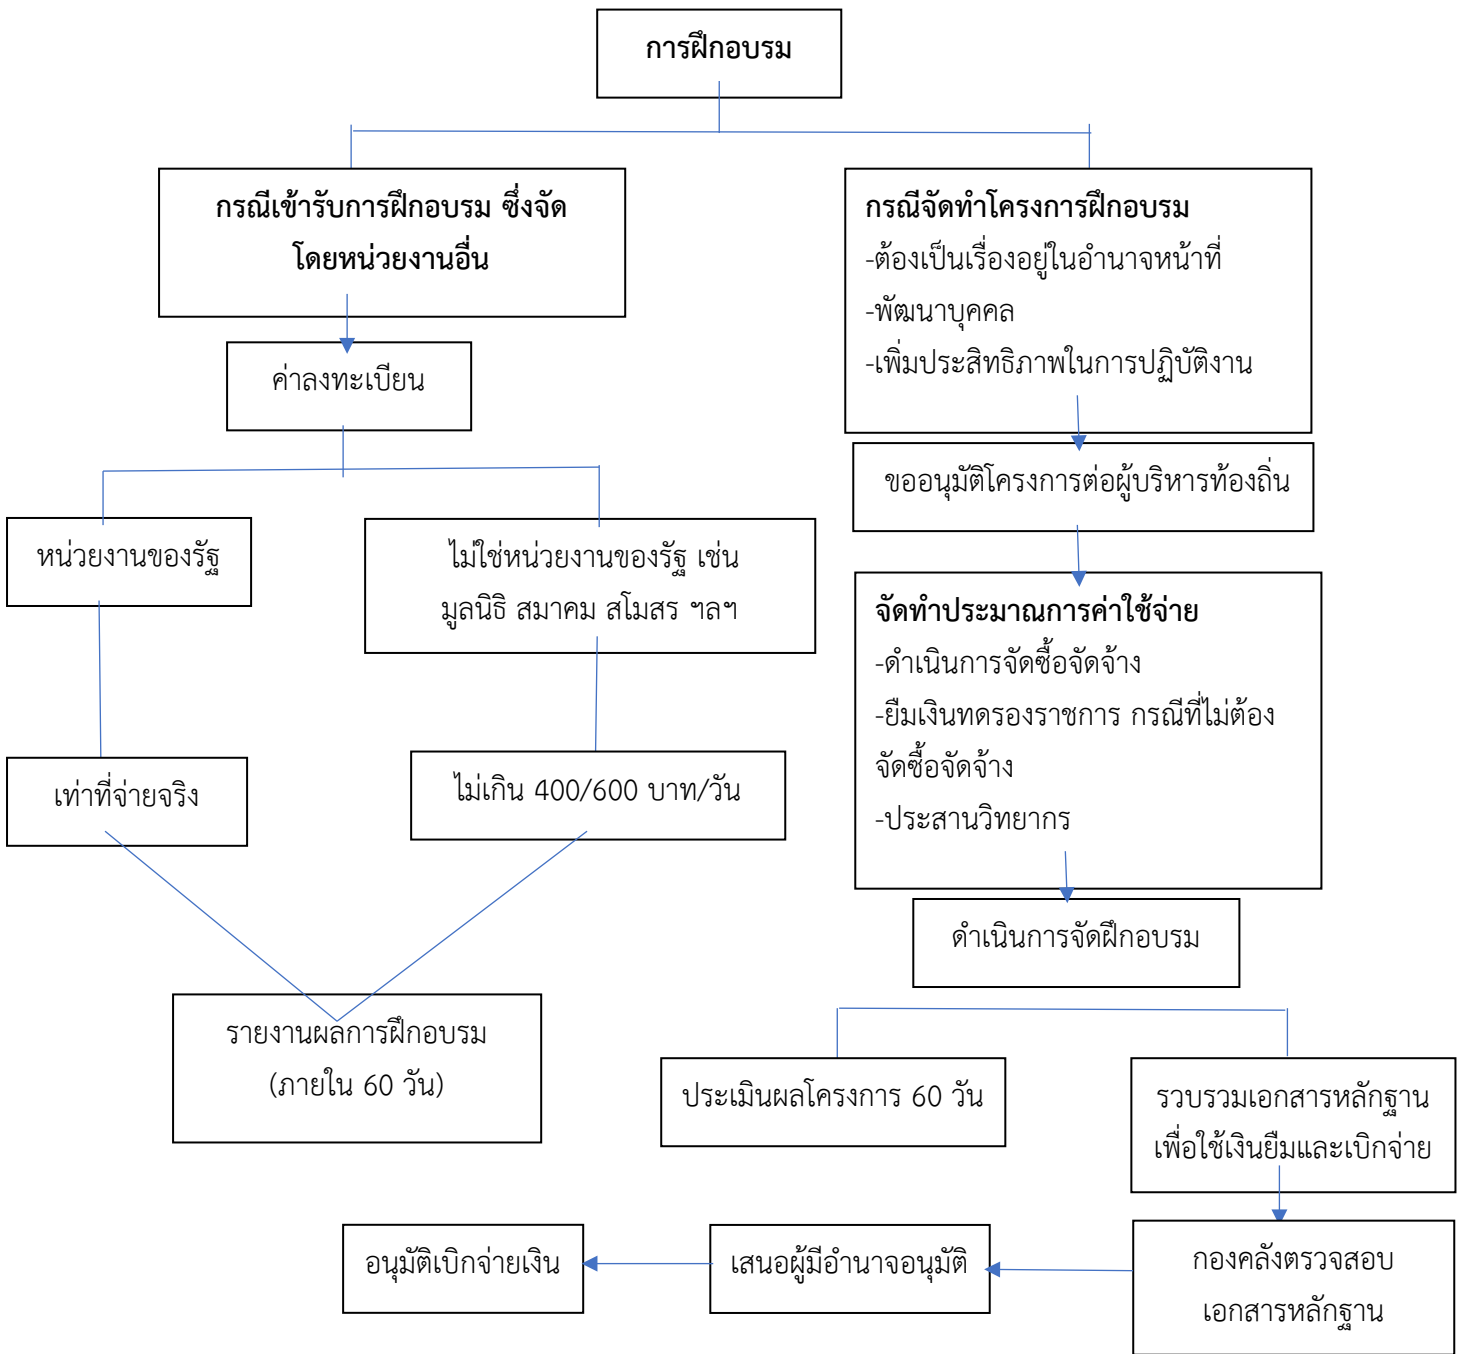 การฝึกอบรม
กรณีเข้ารับการฝึกอบรม ซึ่งจัด
โดยหน่วยงานอื่น
ค่าลงทะเบียน
หน่วยงานของรัฐ
ไม่ใช่หน่วยงานของรัฐ เช่น
มูลนิธิ สมาคม สโมสร ฯลฯ
เท่าที่จ่ายจริง
ไม่เกิน 400/600 บาท/วัน
รายงานผลการฝึกอบรม
(ภายใน 60 วัน)
กรณีจัดทำโครงการฝึกอบรม
-ต้องเป็นเรื่องอยู่ในอำนาจหน้าที่
-พัฒนาบุคคล
-เพิ่มประสิทธิภาพในการปฏิบัติงาน
ขออนุมัติโครงการต่อผู้บริหารท้องถิ่น
จัดทำประมาณการค่าใช้จ่าย
-ดำเนินการจัดซื้อจัดจ้าง
-ยืมเงินทดรองราชการ กรณีที่ไม่ต้อง
จัดซื้อจัดจ้าง
-ประสานวิทยากร
ดำเนินการจัดฝึกอบรม
ประเมินผลโครงการ 60 วัน
รวบรวมเอกสารหลักฐาน
เพื่อใช้เงินยืมและเบิกจ่าย
กองคลังตรวจสอบ
เอกสารหลักฐาน
เสนอผู้มีอำนาจอนุมัติ
อนุมัติเบิกจ่ายเงิน